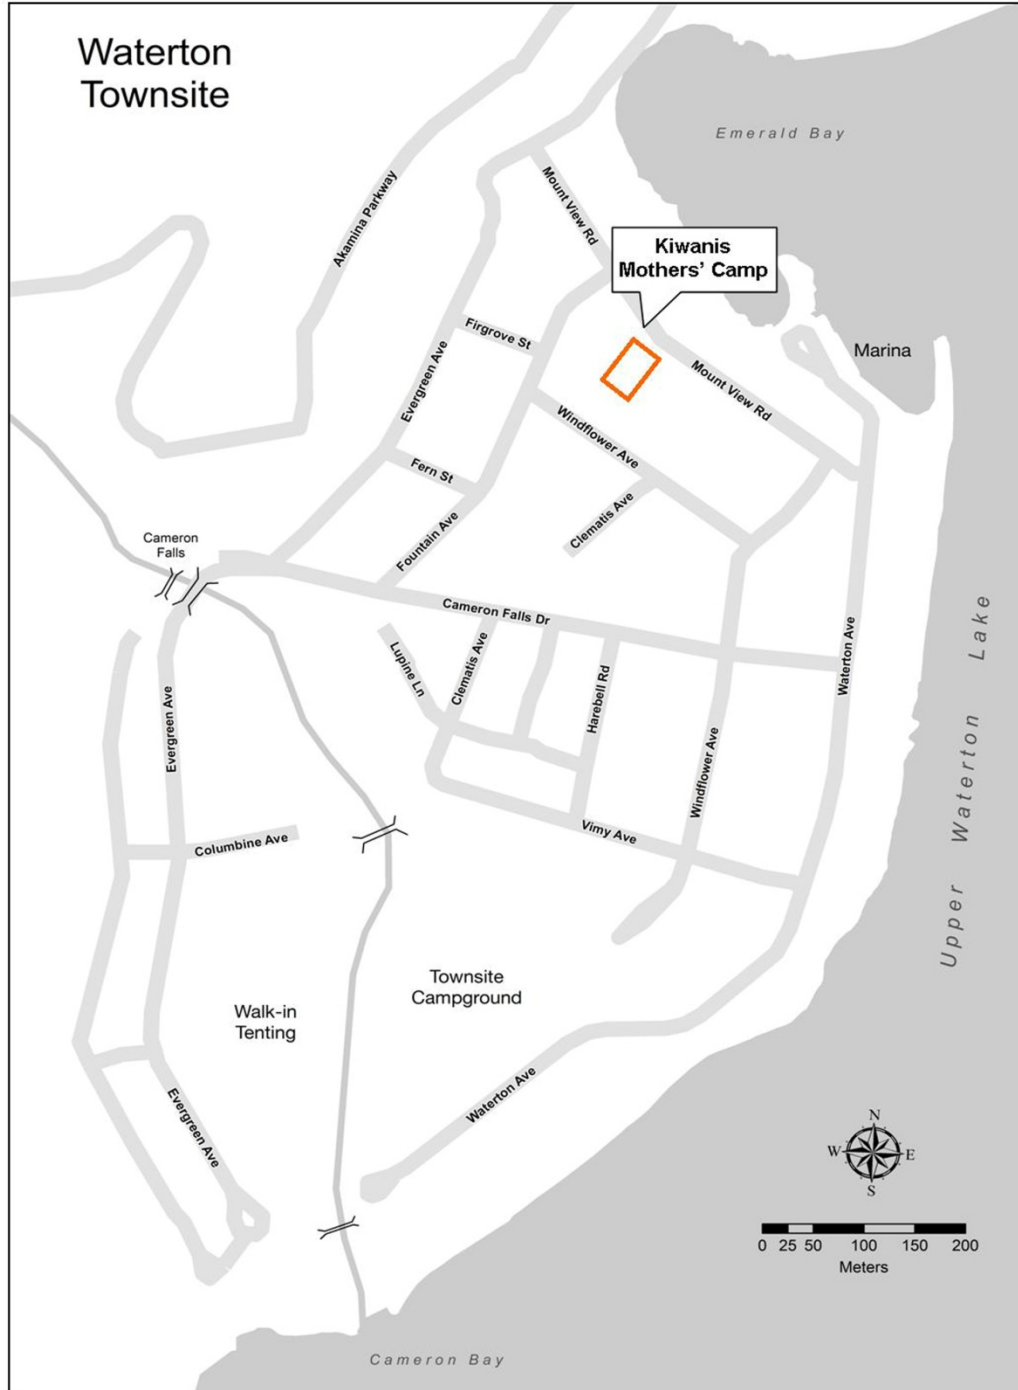 Waterton
Townsite
Emerald Bay
Mount View Rd
Akamina Parkway
Kiwanis
Mothers' Camp
Firgrove St
Marina
Evergreen Ave
Mount View Rd
Windflower Ave
Fern St
Clematis Ave
Fountain Ave
Cameron
Falls
Cameron Falls Dr
Lupine Ln
Clematis Ave
Harebell Rd
Waterton Ave
Upper Waterton Lake
Evergreen Ave
Windflower Ave
Vimy Ave
Columbine Ave
Townsite
Campground
Walk-in
Tenting
Waterton Ave
Evergreen Ave
N
W E
S
0 25 50 100 150 200
Meters
Cameron Bay